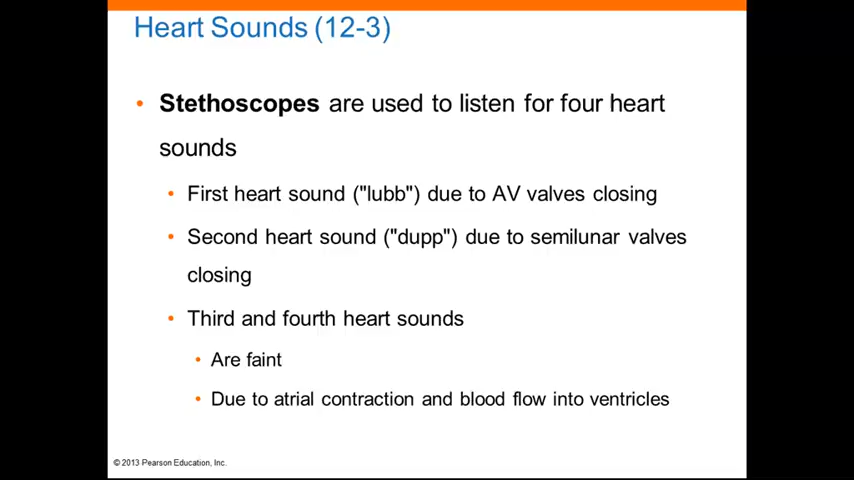 Heart Sounds (12-3)
• Stethoscopes are used to listen for four heart
sounds
• First heart sound ("lubb") due to AV valves closing
• Second heart sound ("dupp") due to semilunar valves
closing
• Third and fourth heart sounds
• Are faint
• Due to atrial contraction and blood flow into ventricles
© 2013 Pearson Education, Inc.